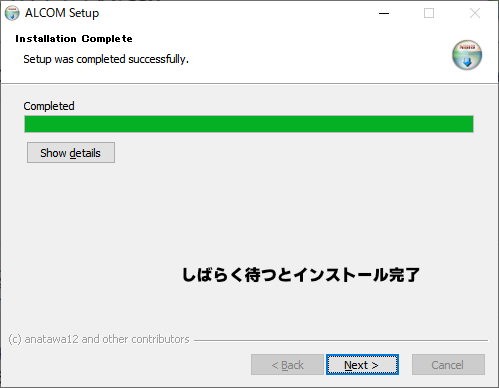 ALCOM Setup
Installation Complete
Setup was completed successfully.
Completed
Show details
しばらく待つとインストール完了
(c) anatawa12 and other contributors
< Back
Next >
Cancel